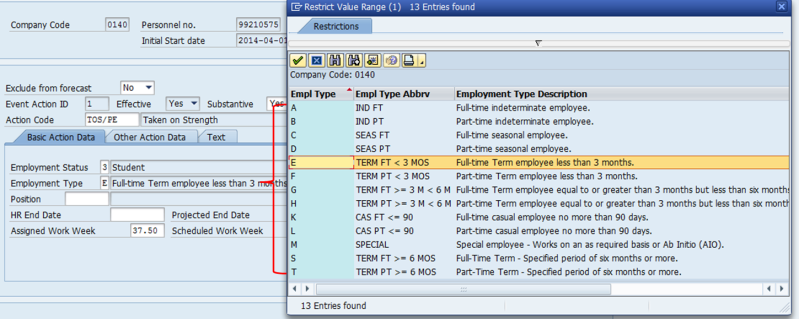 Company Code 0140 Personnel no. 99210575
Initial Start date 2014-04-01
Exclude from forecast No
Event Action ID 1 Effective Yes Substantive Yes
Action Code TOS/PE Taken on Strength
Basic Action Data Other Action Data Text
Employment Status 3 Student
Employment Type E Full-time Term employee less than 3 months
Position
HR End Date Projected End Date
Assigned Work Week 37.50 Scheduled Work Week
Restrict Value Range (1) 13 Entries found
Restrictions
Company Code: 0140
Empl Type Empl Type Abbrv Employment Type Description
A IND FT Full-time indeterminate employee.
B IND PT Part-time indeterminate employee.
C SEAS FT Full-time seasonal employee.
D SEAS PT Part-time seasonal employee.
E TERM FT < 3 MOS Full-time Term employee less than 3 months.
F TERM PT < 3 MOS Part-time Term employee less than 3 months.
G TERM FT >= 3 M < 6 M Full-time Term employee equal to or greater than 3 months but less than six months
H TERM PT >= 3 M < 6 M Part-time Term employee equal to or greater than 3 months but less than six months
K CAS FT <= 90 Full-time casual employee no more than 90 days.
L CAS PT <= 90 Part-time casual employee no more than 90 days.
M SPECIAL Special employee - Works on an as required basis or Ab Initio (AIO).
S TERM FT >= 6 MOS Full-Time Term - Specified period of six months or more.
T TERM PT >= 6 MOS Part-Time Term - Specified period of six months or more.
13 Entries found